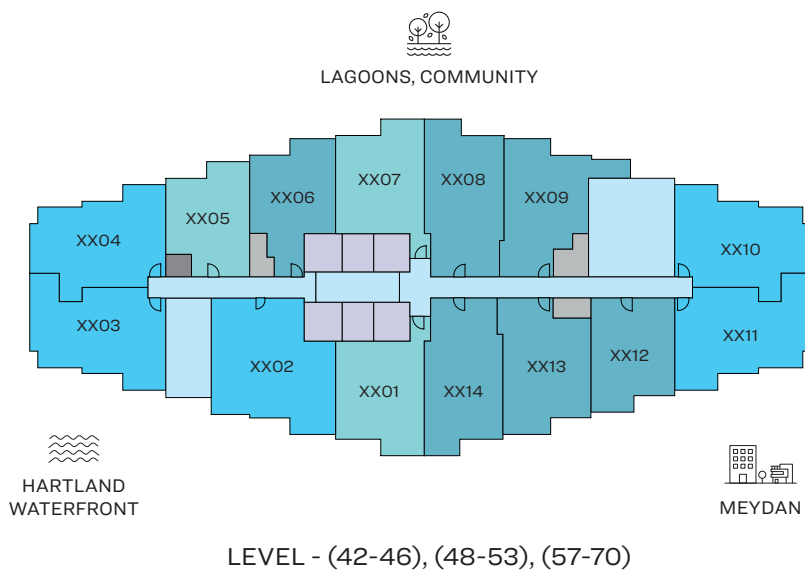 LAGOONS, COMMUNITY
XX07
XX08
XX06
XX09
XX05
XX04
XX10
XX03
XX11
XX02
XX12
XX13
XX01
XX14
HARTLAND
WATERFRONT
MEYDAN
LEVEL - (42-46), (48-53), (57-70)